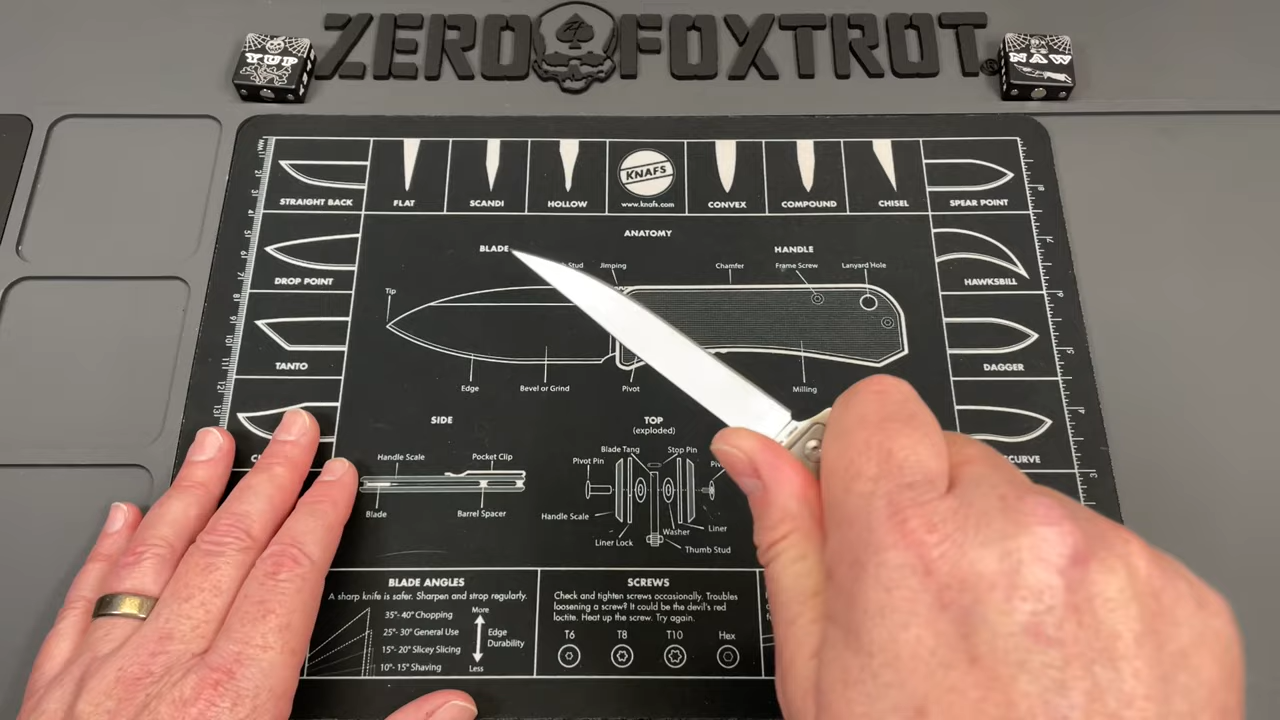 ZERO FOXTROT®
YUP
NAW
STRAIGHT BACK
FLAT
SCANDI
HOLLOW
KNAFS
www.knafs.com
CONVEX
COMPOUND
CHISEL
SPEAR POINT
ANATOMY
BLADE
HANDLE
Stud
Jimping
Chamfer
Frame Screw
Lanyard Hole
DROP POINT
HAWKSBILL
Tip
TANTO
DAGGER
Edge
Bevel or Grind
Pivot
Milling
SIDE
TOP
(exploded)
Blade Tang
Stop Pin
Handle Scale
Pocket Clip
Pivot Pin
Blade
Barrel Spacer
Handle Scale
Liner
Washer
Liner Lock
Thumb Stud
BLADE ANGLES
A sharp knife is safer. Sharpen and strop regularly.
35°- 40° Chopping
25°- 30° General Use
15°- 20° Slicey Slicing
10°- 15° Shaving
More
Edge
Durability
Less
SCREWS
Check and tighten screws occasionally. Troubles
loosening a screw? It could be the devil's red
loctite. Heat up the screw. Try again.
T6
T8
T10
Hex